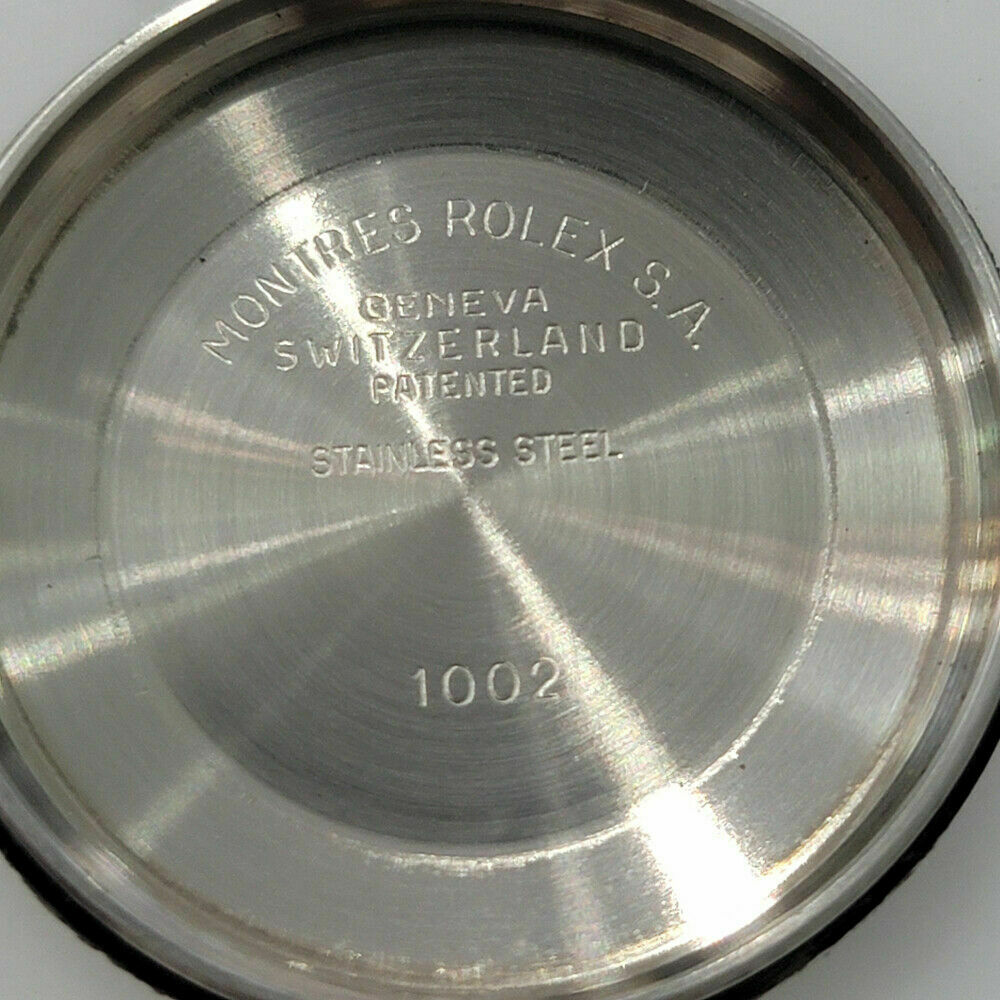 MONTRES ROLEX S.A.
GENEVA
SWITZERLAND
PATENTED
STAINLESS STEEL
1002